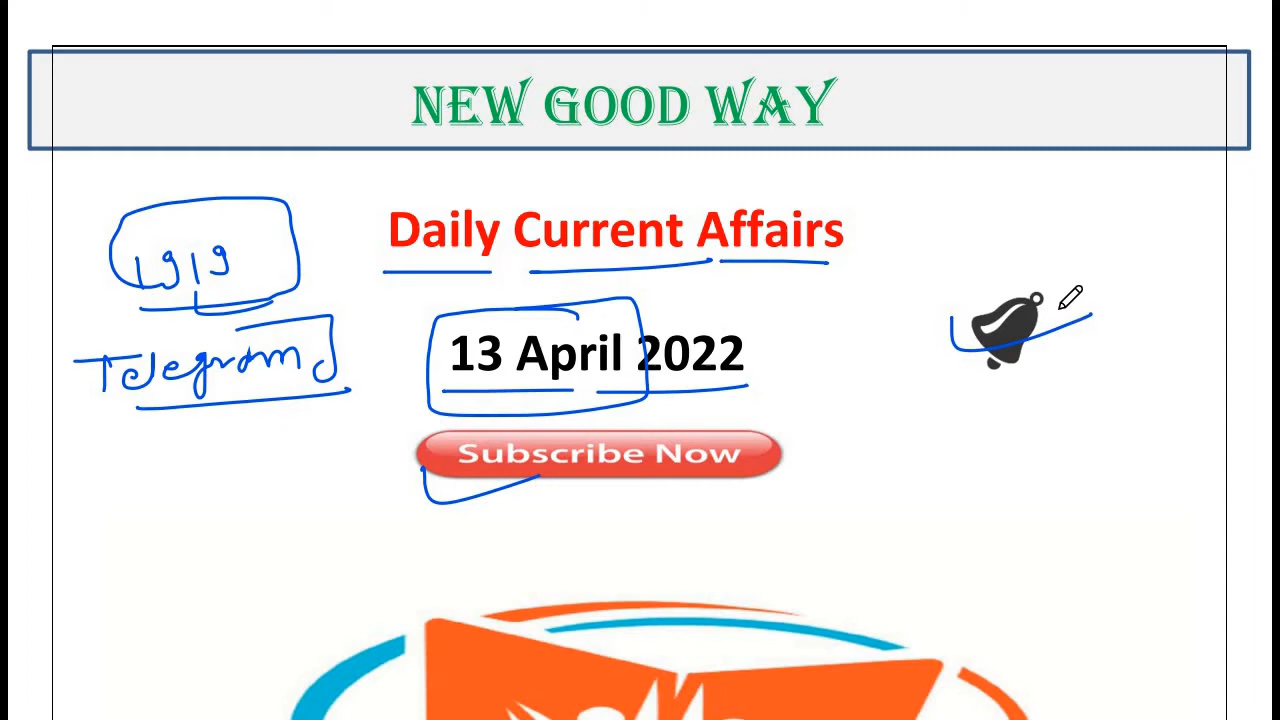 NEW GOOD WAY
Daily Current Affairs
1919
13 April 2022
Telegram
Subscribe Now